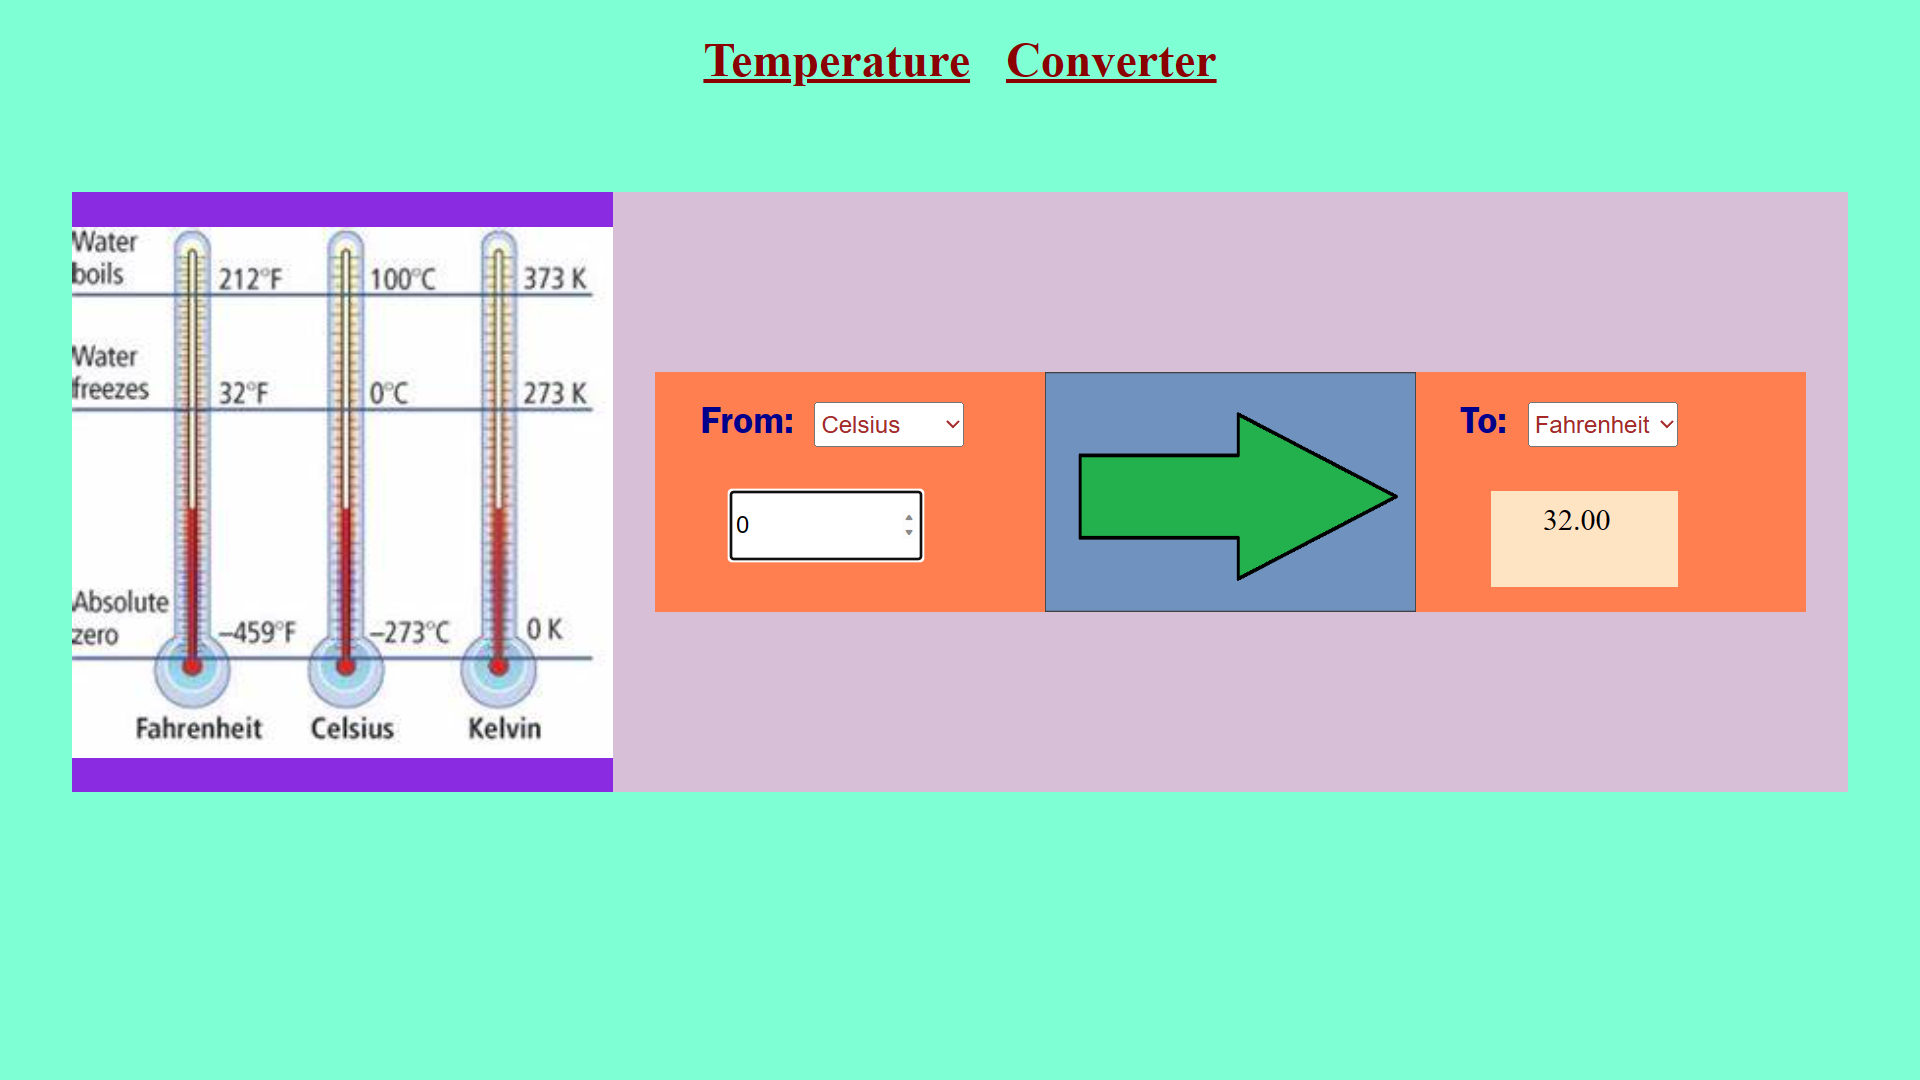 Temperature Converter
Water
boils
212°F
100°C
373 K
Water
freezes
32°F
0°C
273 K
Absolute
zero
–459°F
–273°C
0 K
Fahrenheit
Celsius
Kelvin
From: Celsius
0
To: Fahrenheit
32.00